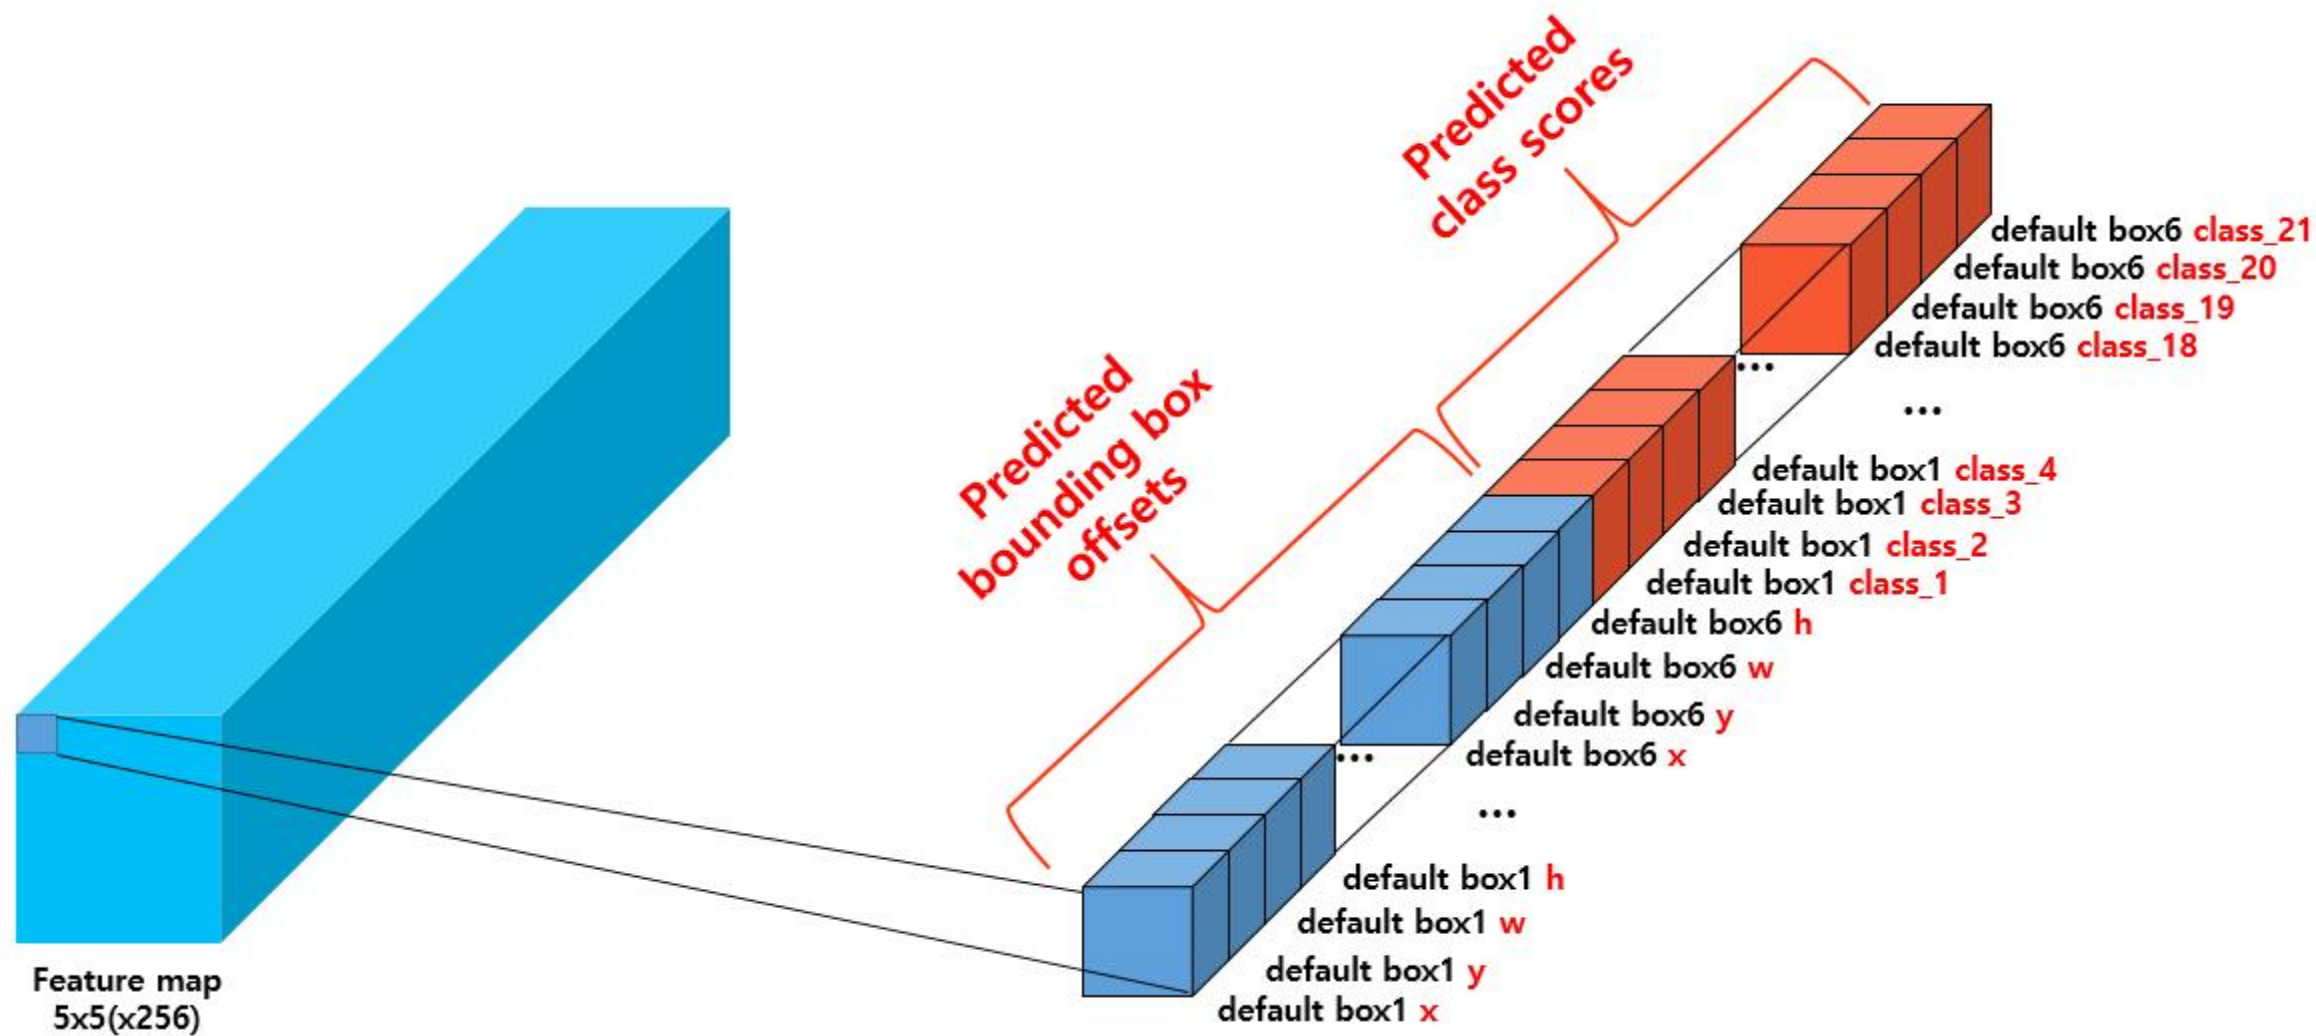 Predicted
class scores
default box6 class_21
default box6 class_20
default box6 class_19
default box6 class_18
...
...
Predicted
bounding box
offsets
default box1 class_4
default box1 class_3
default box1 class_2
default box1 class_1
default box6 h
default box6 w
default box6 y
default box6 x
...
...
default box1 h
default box1 w
default box1 y
default box1 x
Feature map
5x5(x256)